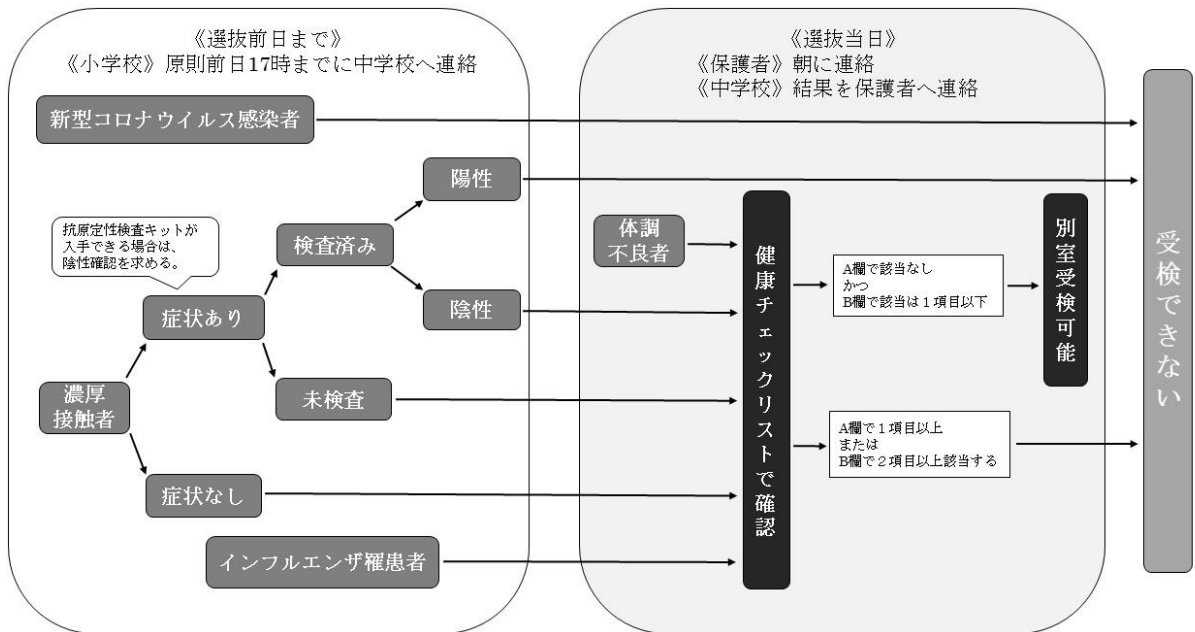 《選抜前日まで》
《小学校》原則前日17時までに中学校へ連絡
新型コロナウイルス感染者
陽性
抗原定性検査キットが
入手できる場合は、
陰性確認を求める。
検査済み
症状あり
陰性
濃厚
接触者
未検査
症状なし
インフルエンザ罹患者
《選抜当日》
《保護者》朝に連絡
《中学校》結果を保護者へ連絡
体調
不良者
健康チェックリストで確認
A欄で該当なし
かつ
B欄で該当は１項目以下
別室受検可能
A欄で１項目以上
または
B欄で２項目以上該当する
受検できない